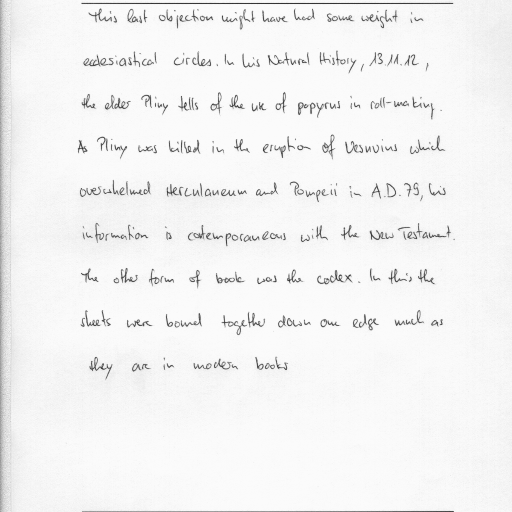 This last objection might have had some weight in
ecclesiastical circles. In his Natural History, 13.11.12,
the elder Pliny tells of the use of papyrus in roll-making.
As Pliny was killed in the eruption of Vesuvius which
overwhelmed Herculaneum and Pompeii in A.D.79, his
information is contemporaneous with the New Testament.
The other form of book was the codex. In this the
sheets were bound together down one edge much as
they are in modern books